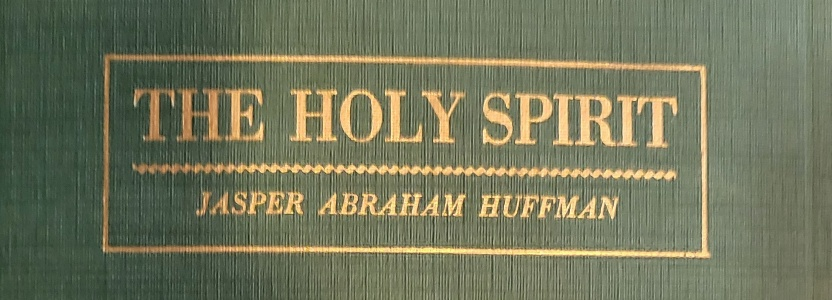 THE HOLY SPIRIT
JASPER ABRAHAM HUFFMAN